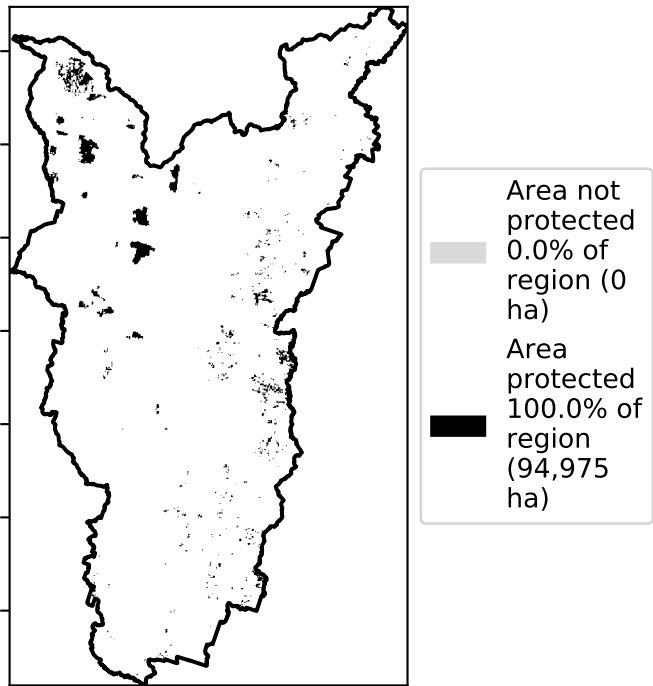 Area not
protected
0.0% of
region (0
ha)
Area
protected
100.0% of
region
(94,975
ha)